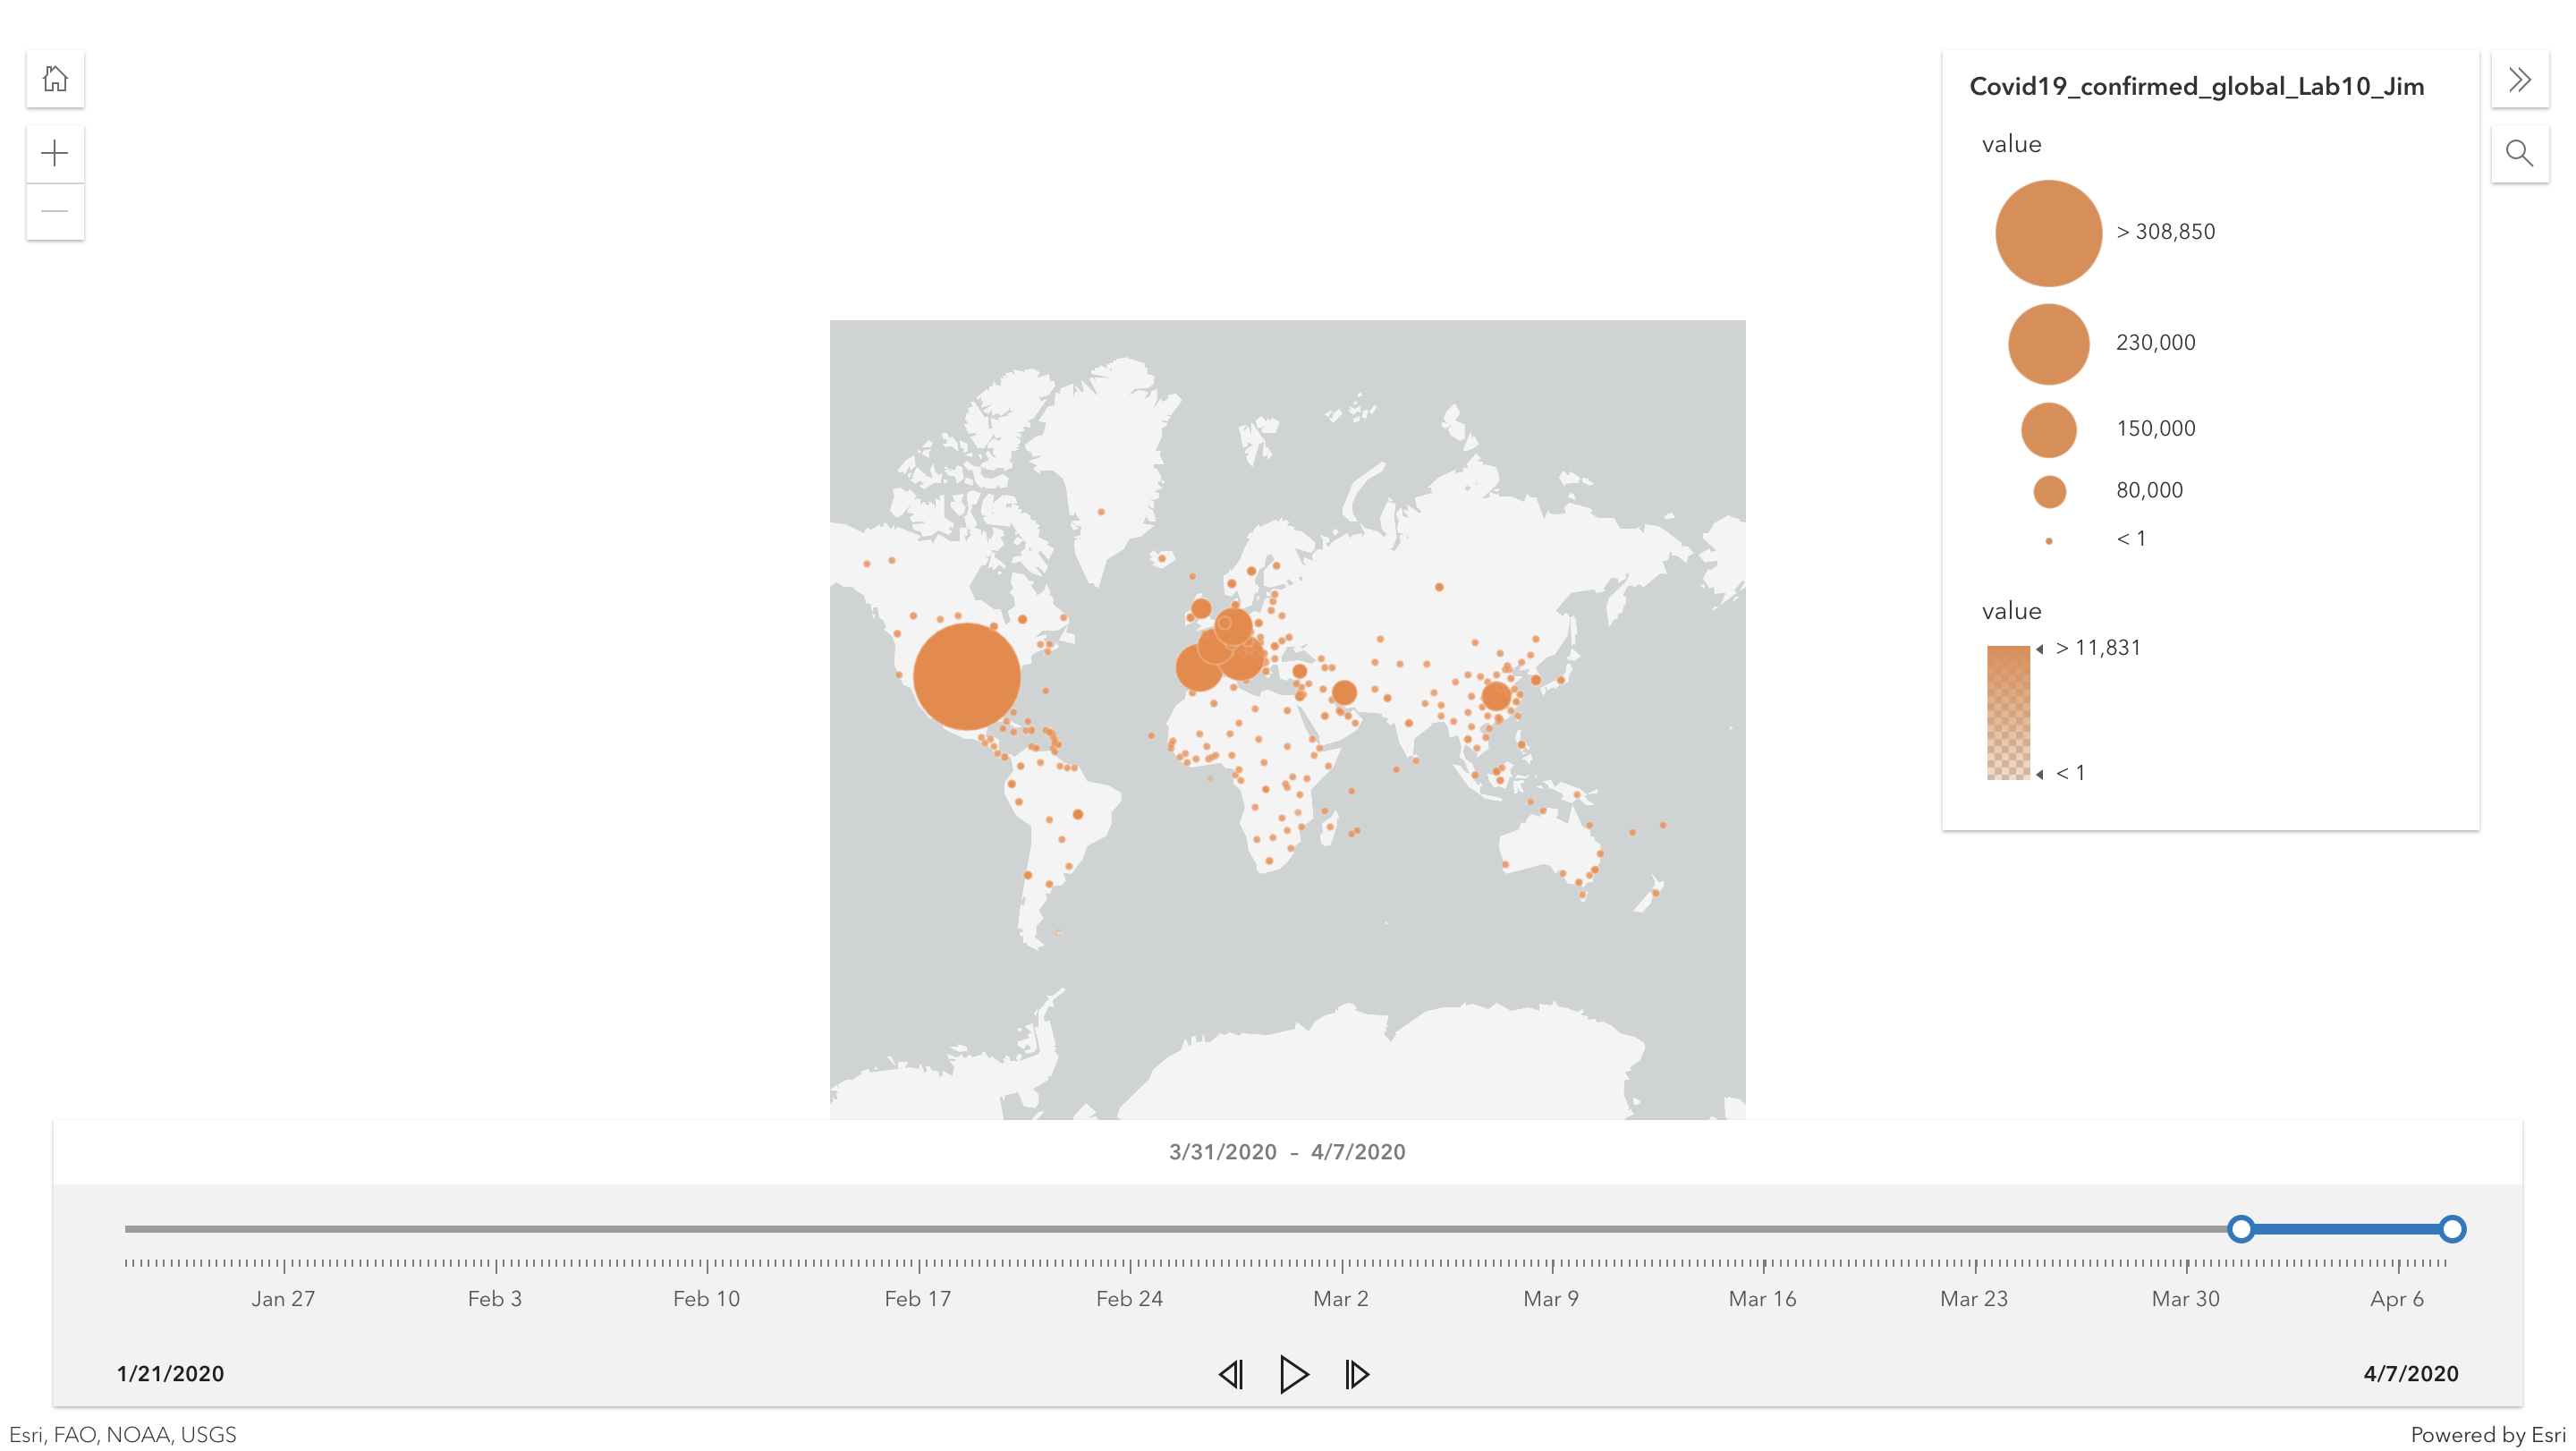 Covid19_confirmed_global_Lab10_Jim
value
> 308,850
230,000
150,000
80,000
< 1
value
> 11,831
< 1
3/31/2020 – 4/7/2020
Jan 27 Feb 3 Feb 10 Feb 17 Feb 24 Mar 2 Mar 9 Mar 16 Mar 23 Mar 30 Apr 6
1/21/2020 4/7/2020
Esri, FAO, NOAA, USGS Powered by Esri